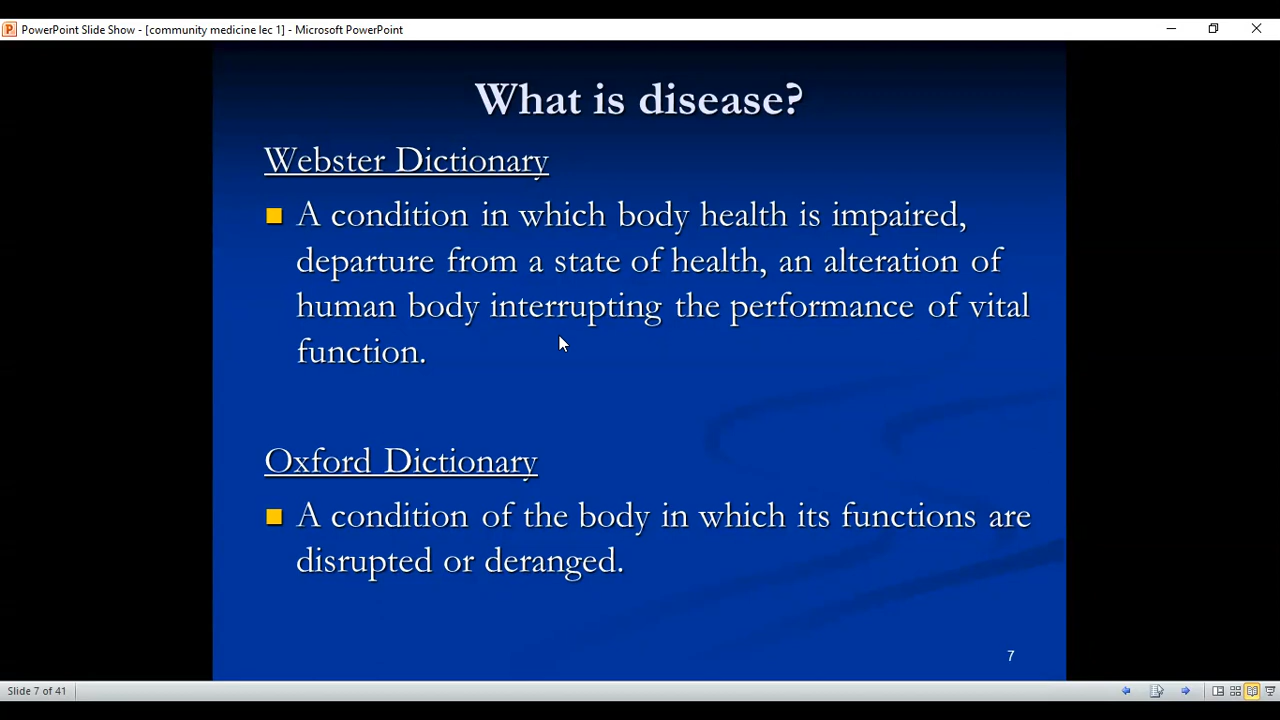 PowerPoint Slide Show - [community medicine lec 1] - Microsoft PowerPoint
What is disease?
Webster Dictionary
A condition in which body health is impaired,
departure from a state of health, an alteration of
human body interrupting the performance of vital
function.
Oxford Dictionary
A condition of the body in which its functions are
disrupted or deranged.
7
Slide 7 of 41